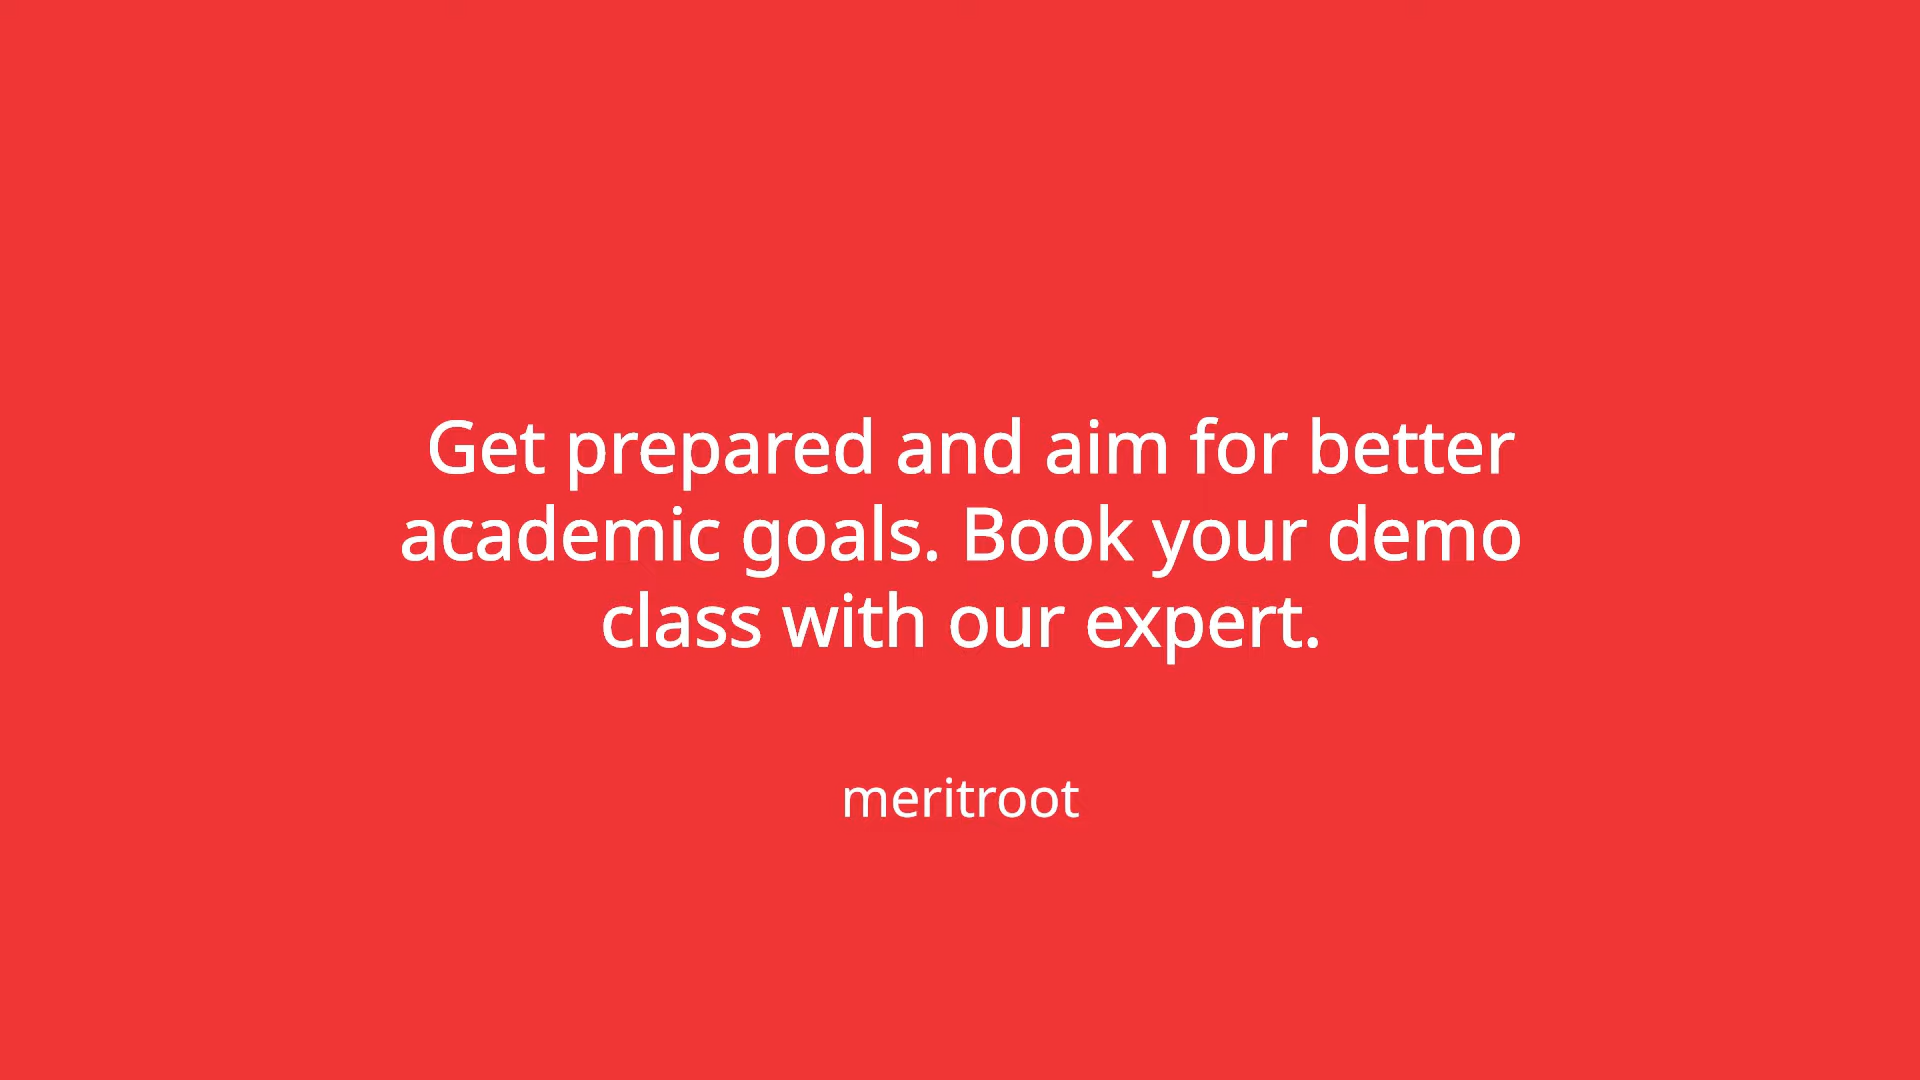 Get prepared and aim for better
academic goals. Book your demo
class with our expert.
meritroot